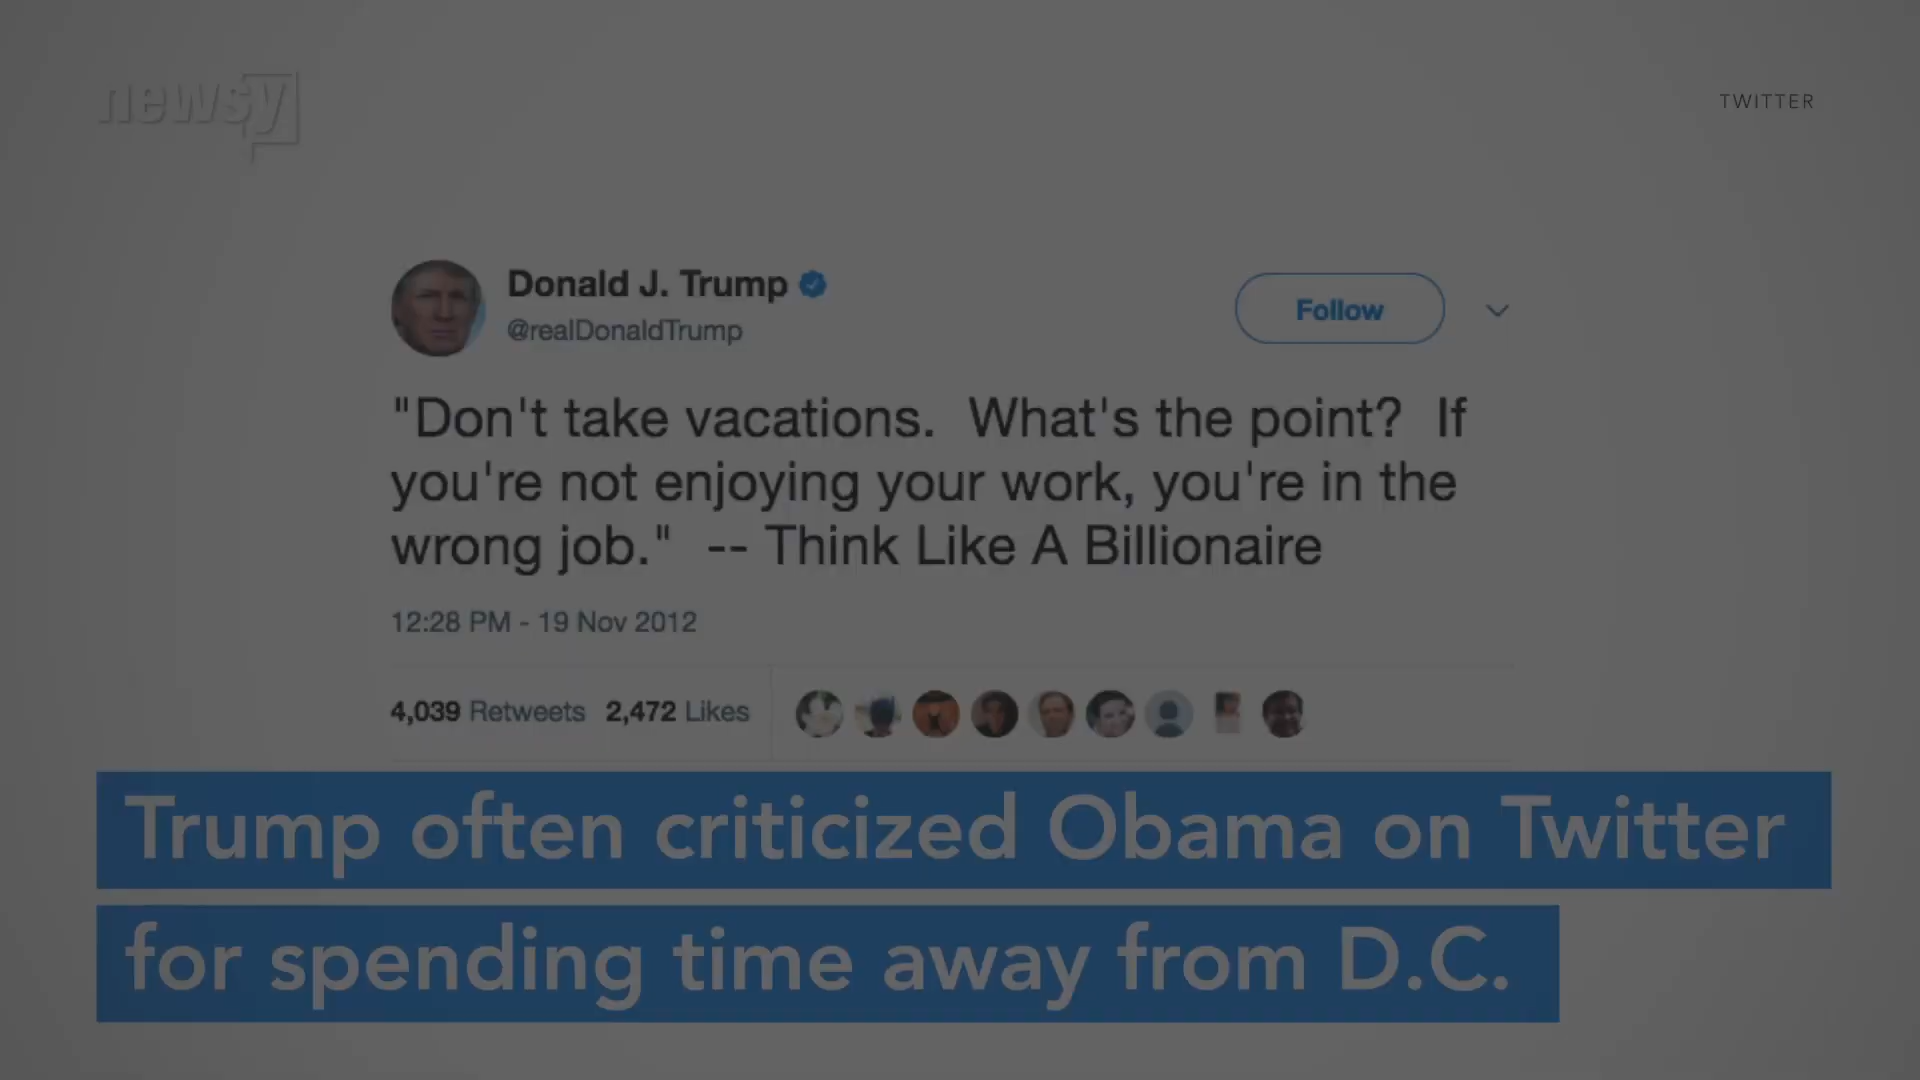 newsy
TWITTER
Donald J. Trump
@realDonaldTrump
Follow
"Don't take vacations.  What's the point?  If
you're not enjoying your work, you're in the
wrong job."  -- Think Like A Billionaire
12:28 PM - 19 Nov 2012
4,039 Retweets 2,472 Likes
Trump often criticized Obama on Twitter
for spending time away from D.C.